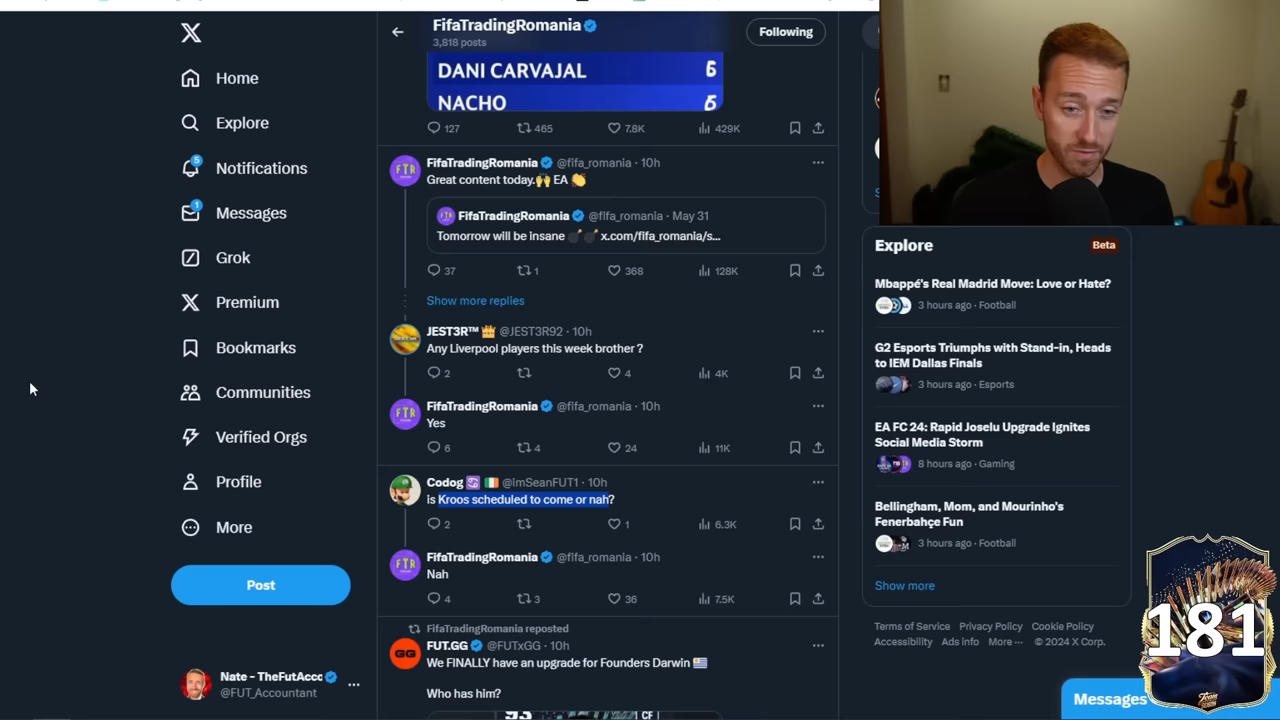 Home
Explore
Notifications
5
Messages
1
Grok
Premium
Bookmarks
Communities
Verified Orgs
Profile
More
Post
Nate - TheFutAcc
@FUT_Accountant
FifaTradingRomania
3,818 posts
Following
DANI CARVAJAL 6
NACHO 5
127 465 7.8K 429K
FTR
FifaTradingRomania @fifa_romania · 10h
Great content today.🙌 EA 👏
FifaTradingRomania @fifa_romania · May 31
Tomorrow will be insane 💣 💣 x.com/fifa_romania/s...
37 1 368 128K
Show more replies
JEST3R™ 👑 @JEST3R92 · 10h
Any Liverpool players this week brother ?
2 4 4K
FTR
FifaTradingRomania @fifa_romania · 10h
Yes
6 4 24 11K
Codog ♋ 🇮🇪 @ImSeanFUT1 · 10h
is Kroos scheduled to come or nah?
2 1 6.3K
FTR
FifaTradingRomania @fifa_romania · 10h
Nah
4 3 36 7.5K
FifaTradingRomania reposted
GG
FUT.GG @FUTxGG · 10h
We FINALLY have an upgrade for Founders Darwin 🇺🇾
Who has him?
93 CF
Explore Beta
Mbappé's Real Madrid Move: Love or Hate?
3 hours ago · Football
G2 Esports Triumphs with Stand-in, Heads
to IEM Dallas Finals
3 hours ago · Esports
EA FC 24: Rapid Joselu Upgrade Ignites
Social Media Storm
8 hours ago · Gaming
Bellingham, Mom, and Mourinho's
Fenerbahçe Fun
3 hours ago · Football
Show more
Terms of Service Privacy Policy Cookie Policy
Accessibility Ads info More ··· © 2024 X Corp.
Messages
181